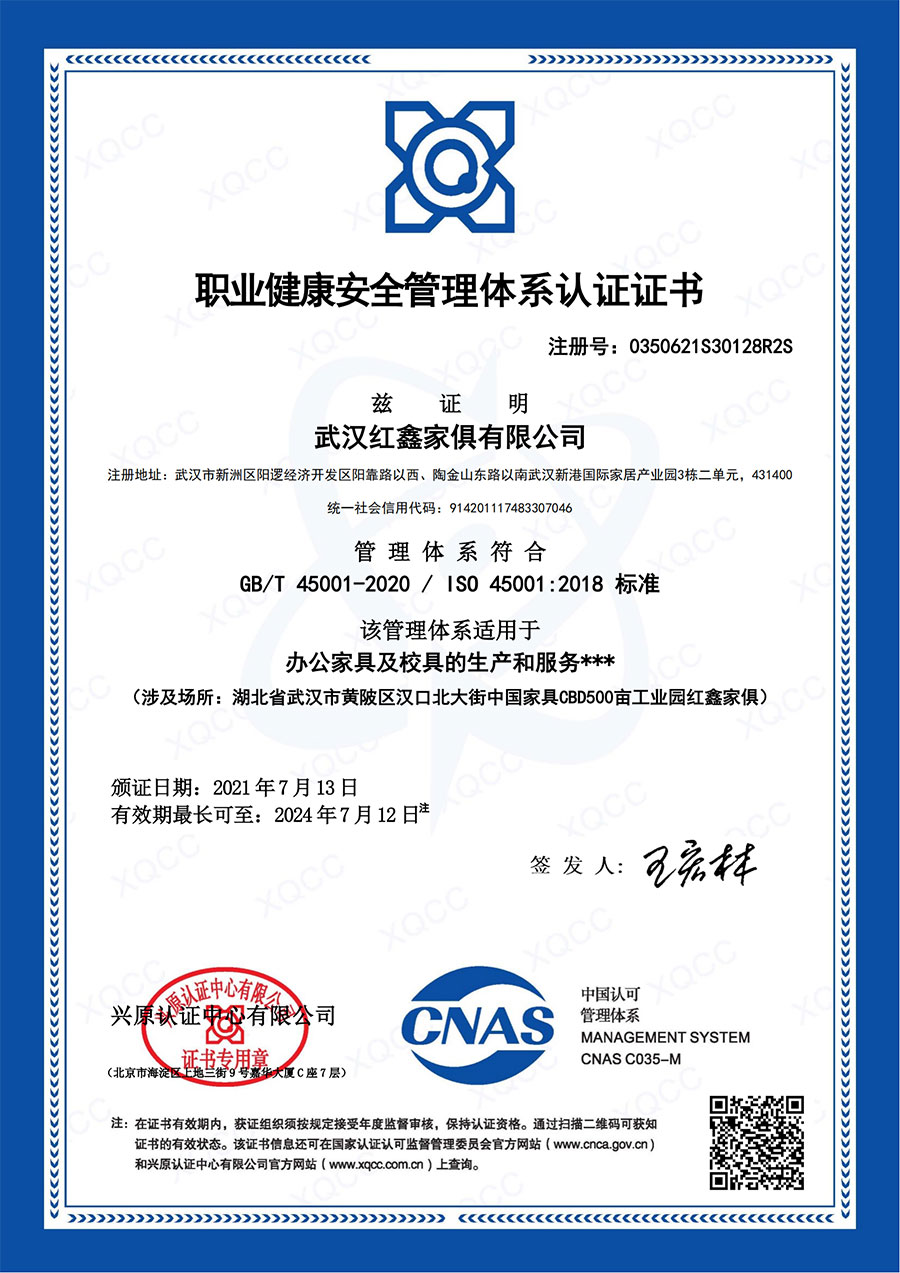 职业健康安全管理体系认证证书
注册号：0350621S30128R2S
兹 证 明
武汉红鑫家俱有限公司
注册地址：武汉市新洲区阳逻经济开发区阳靠路以西、陶金山东路以南武汉新港国际家居产业园3栋二单元，431400
统一社会信用代码：914201117483307046
管 理 体 系 符 合
GB/T 45001-2020 / ISO 45001:2018 标准
该管理体系适用于
办公家具及校具的生产和服务***
（涉及场所：湖北省武汉市黄陂区汉口北大街中国家具CBD500亩工业园红鑫家俱）
颁证日期：2021 年 7 月 13 日
有效期最长可至：2024 年 7 月 12 日注
签 发 人：王宏林
兴原认证中心有限公司
兴原认证中心有限公司
证书专用章
（北京市海淀区上地三街 9 号嘉华大厦 C 座 7 层）
CNAS
中国认可
管理体系
MANAGEMENT SYSTEM
CNAS C035-M
注：在证书有效期内，获证组织须按规定接受年度监督审核，保持认证资格。通过扫描二维码可获知
证书的有效状态。该证书信息还可在国家认证认可监督管理委员会官方网站（www.cnca.gov.cn）
和兴原认证中心有限公司官方网站（www.xqcc.com.cn）上查询。
XQCC